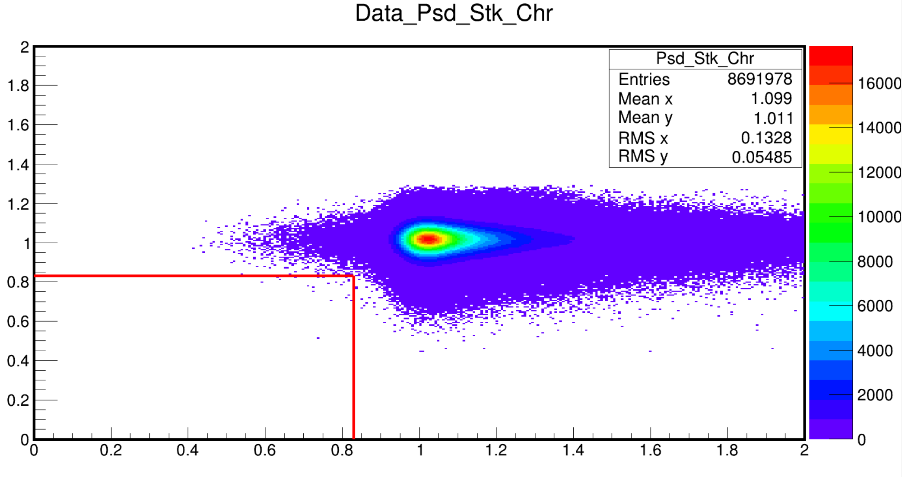 Data_Psd_Stk_Chr
Psd_Stk_Chr
Entries 8691978
Mean x 1.099
Mean y 1.011
RMS x 0.1328
RMS y 0.05485
2
1.8
1.6
1.4
1.2
1
0.8
0.6
0.4
0.2
0
0 0.2 0.4 0.6 0.8 1 1.2 1.4 1.6 1.8 2
16000
14000
12000
10000
8000
6000
4000
2000
0